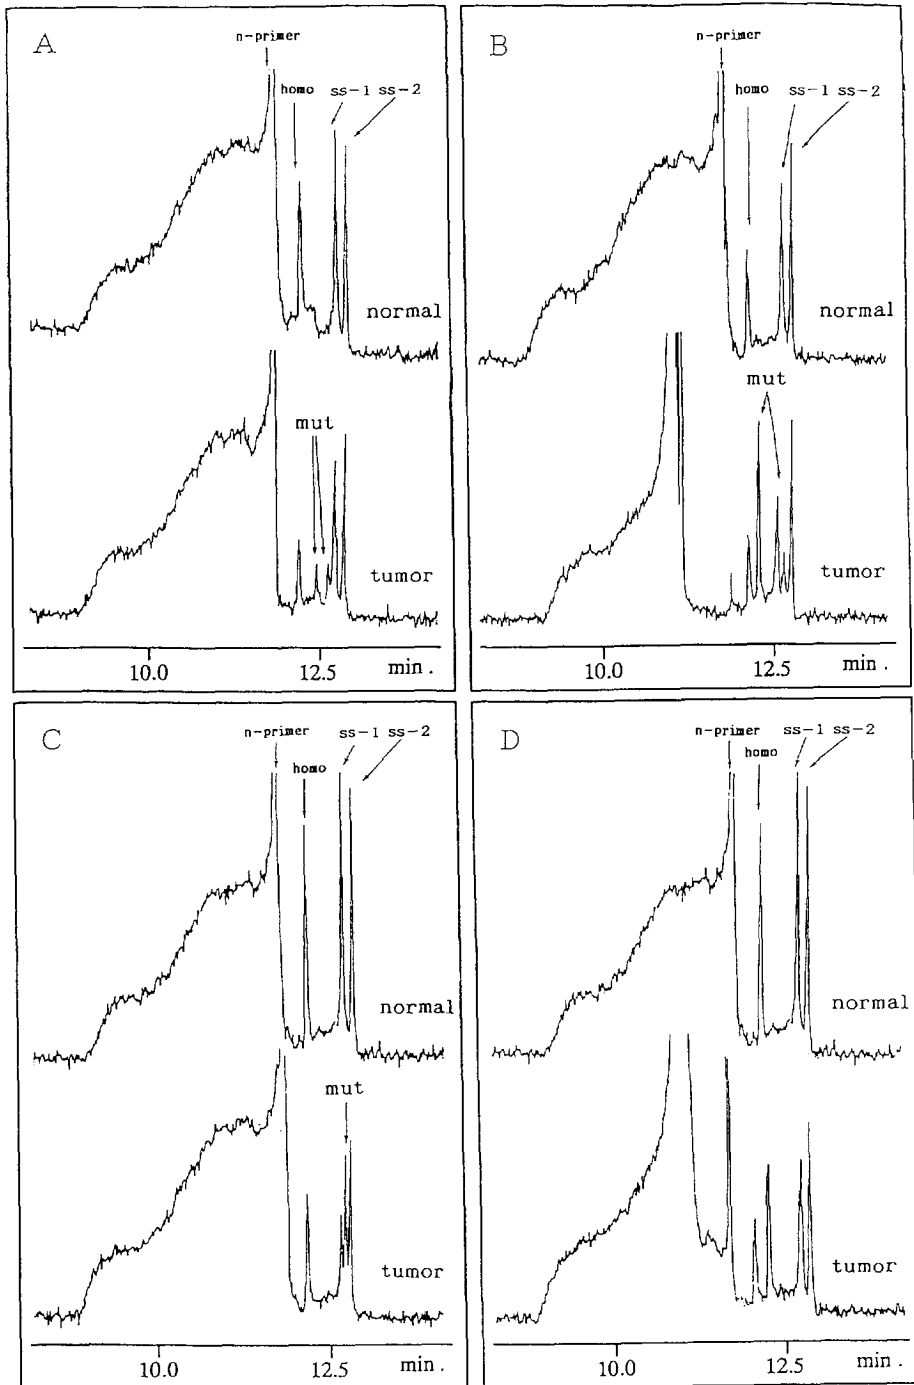 A
n-primer
homo
ss-1 ss-2
normal
mut
tumor
10.0
12.5
min .
B
n-primer
homo
ss-1 ss-2
normal
mut
tumor
10.0
12.5
min .
C
n-primer
homo
ss-1 ss-2
normal
mut
tumor
10.0
12.5
min .
D
n-primer
homo
ss-1 ss-2
normal
tumor
10.0
12.5
min .